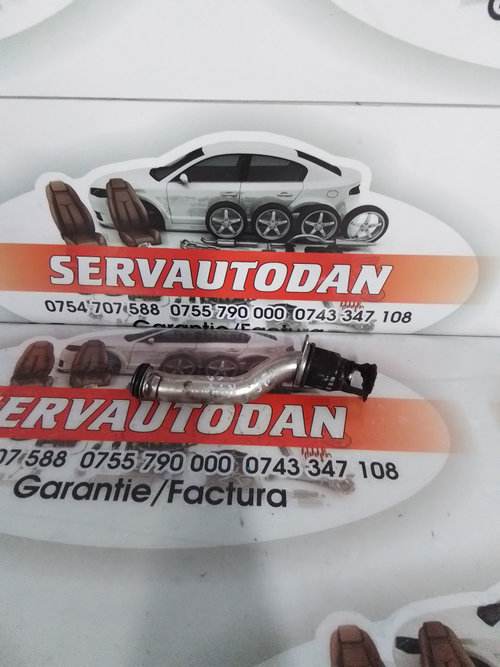 SERVAUTODAN
0754 707 588 0755 790 000 0743 347 108
Garantie/Factura
ERVAUTODAN
07 588 0755 790 000 0743 347 108
Garantie/Factura